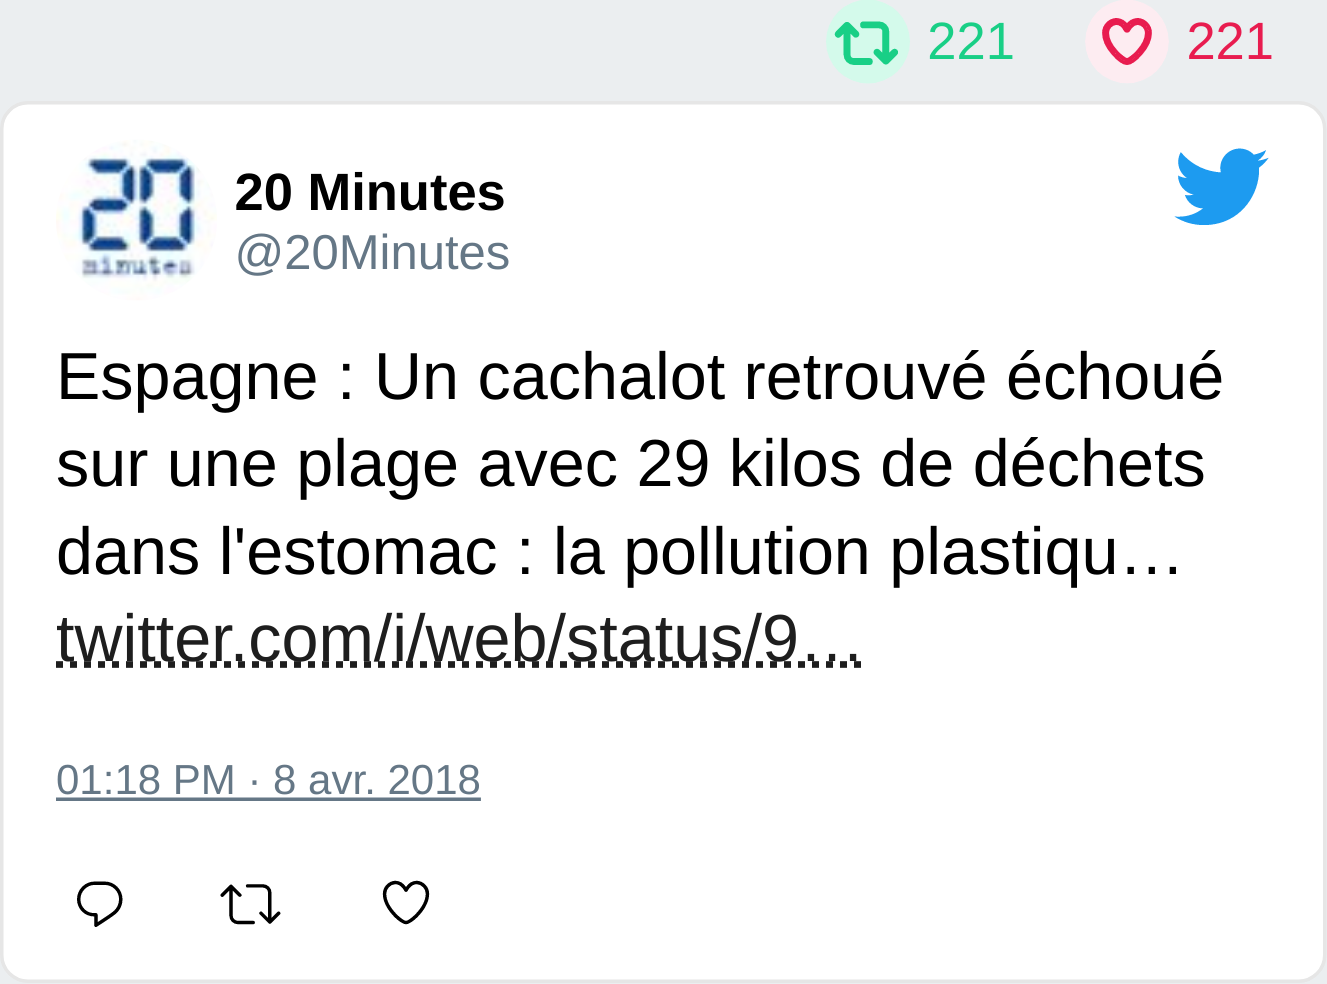 221 221
20
minutes
20 Minutes
@20Minutes
Espagne : Un cachalot retrouvé échoué
sur une plage avec 29 kilos de déchets
dans l'estomac : la pollution plastiqu…
twitter.com/i/web/status/9…
01:18 PM · 8 avr. 2018